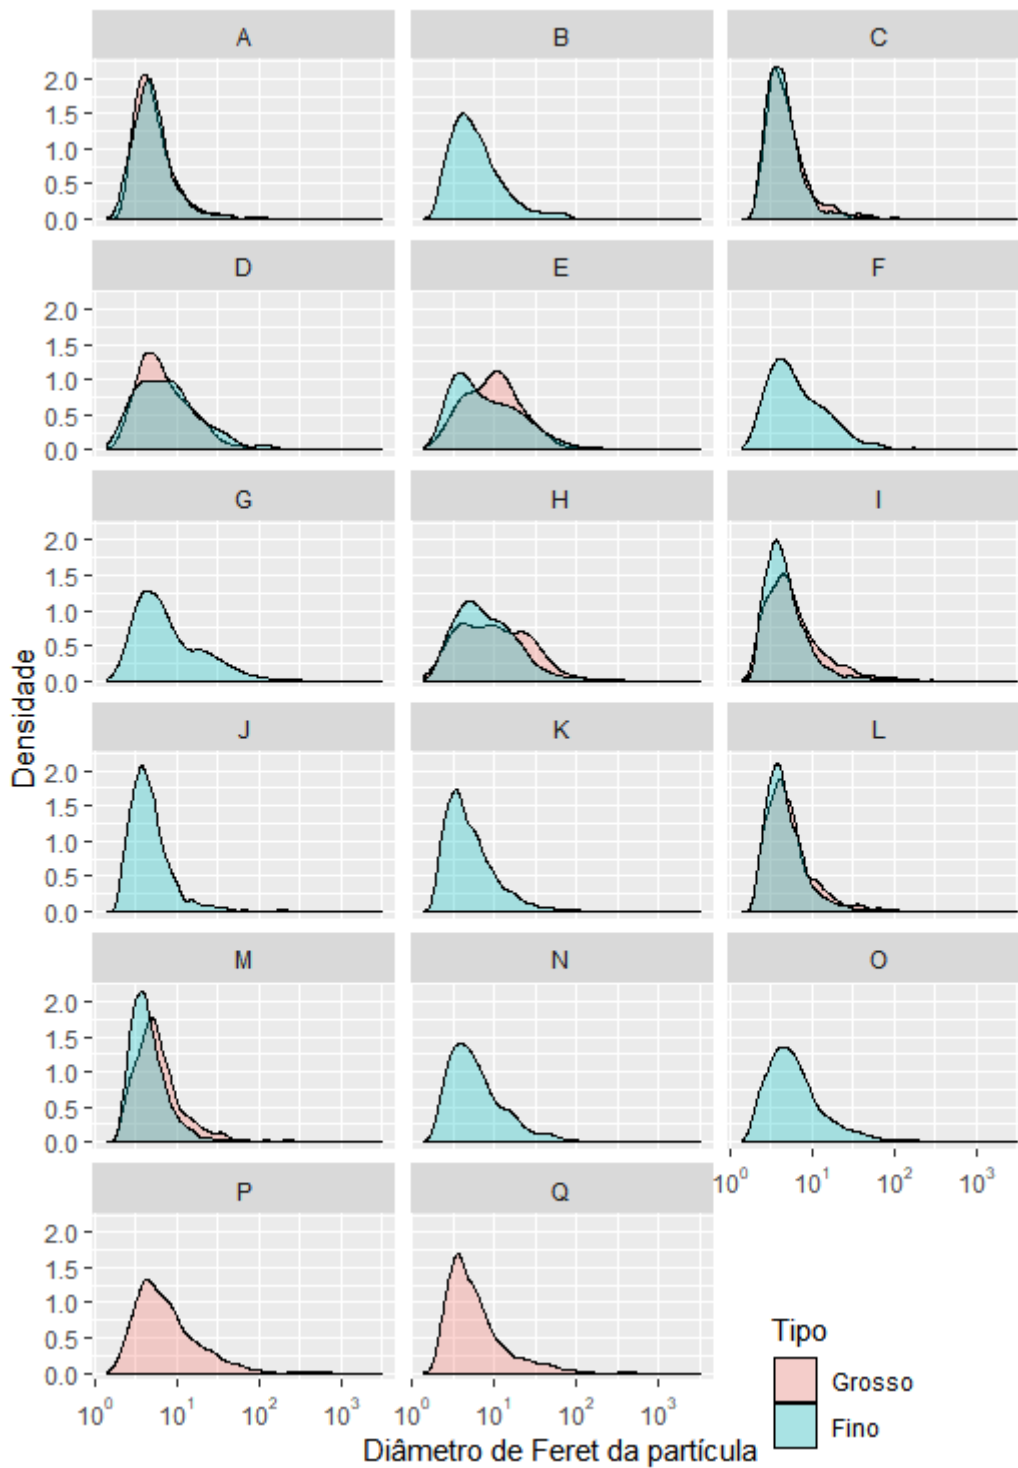 A B C
2.0
1.5
1.0
0.5
0.0
D E F
2.0
1.5
1.0
0.5
0.0
G H I
2.0
1.5
1.0
0.5
0.0
J K L
2.0
1.5
1.0
0.5
0.0
M N O
2.0
1.5
1.0
0.5
0.0
10⁰ 10¹ 10² 10³
P Q
2.0
1.5
1.0
0.5
0.0
10⁰ 10¹ 10² 10³ 10⁰ 10¹ 10² 10³
Densidade
Diâmetro de Feret da partícula
Tipo
Grosso
Fino